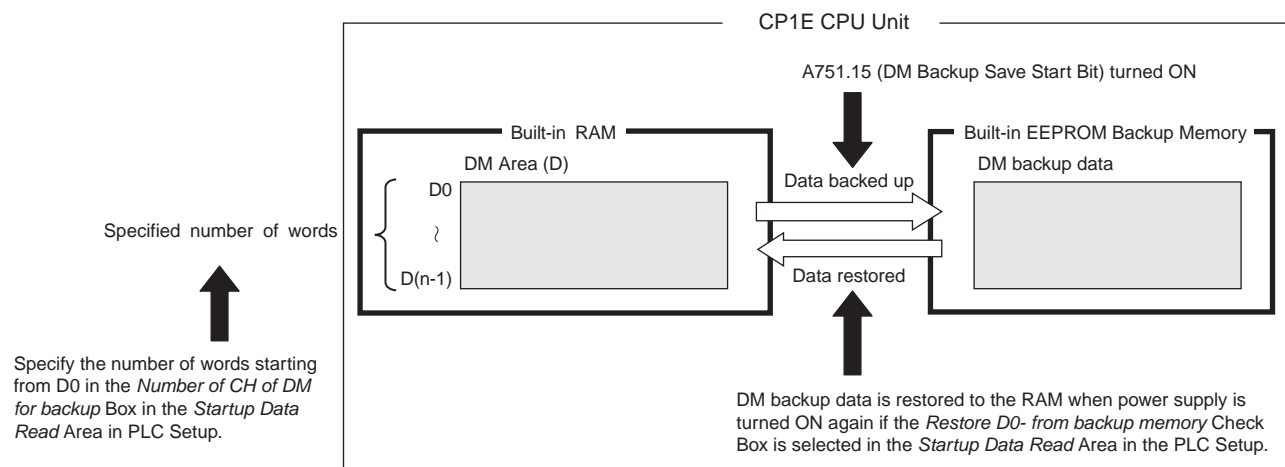 CP1E CPU Unit
A751.15 (DM Backup Save Start Bit) turned ON
Built-in RAM
Built-in EEPROM Backup Memory
DM Area (D)
DM backup data
D0
~
D(n-1)
Data backed up
Data restored
Specified number of words
Specify the number of words starting
from D0 in the Number of CH of DM
for backup Box in the Startup Data
Read Area in PLC Setup.
DM backup data is restored to the RAM when power supply is
turned ON again if the Restore D0- from backup memory Check
Box is selected in the Startup Data Read Area in the PLC Setup.